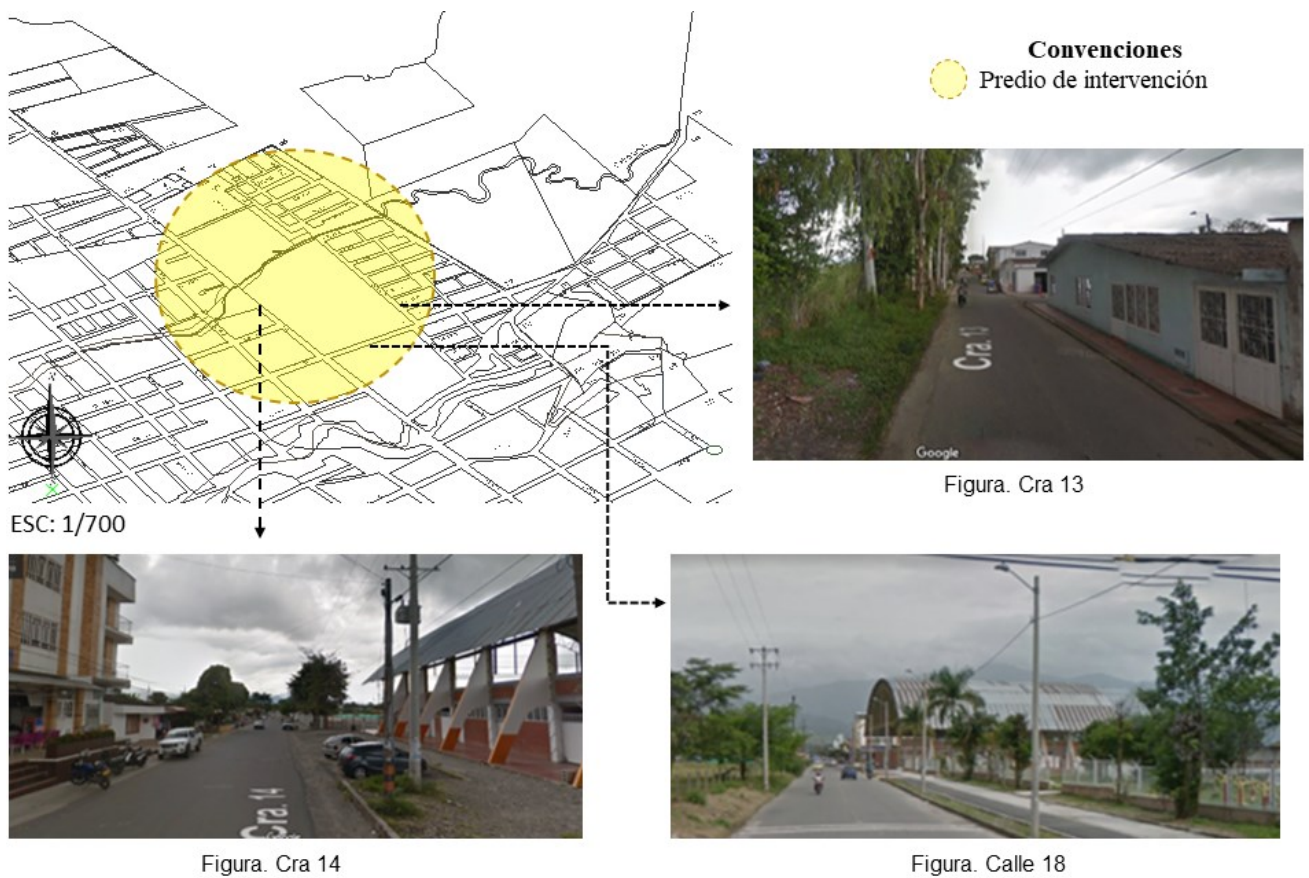 Convenciones
Predio de intervención
Cra. 13
Google
Figura. Cra 13
ESC: 1/700
Cra. 14
Google
Figura. Cra 14
Figura. Calle 18